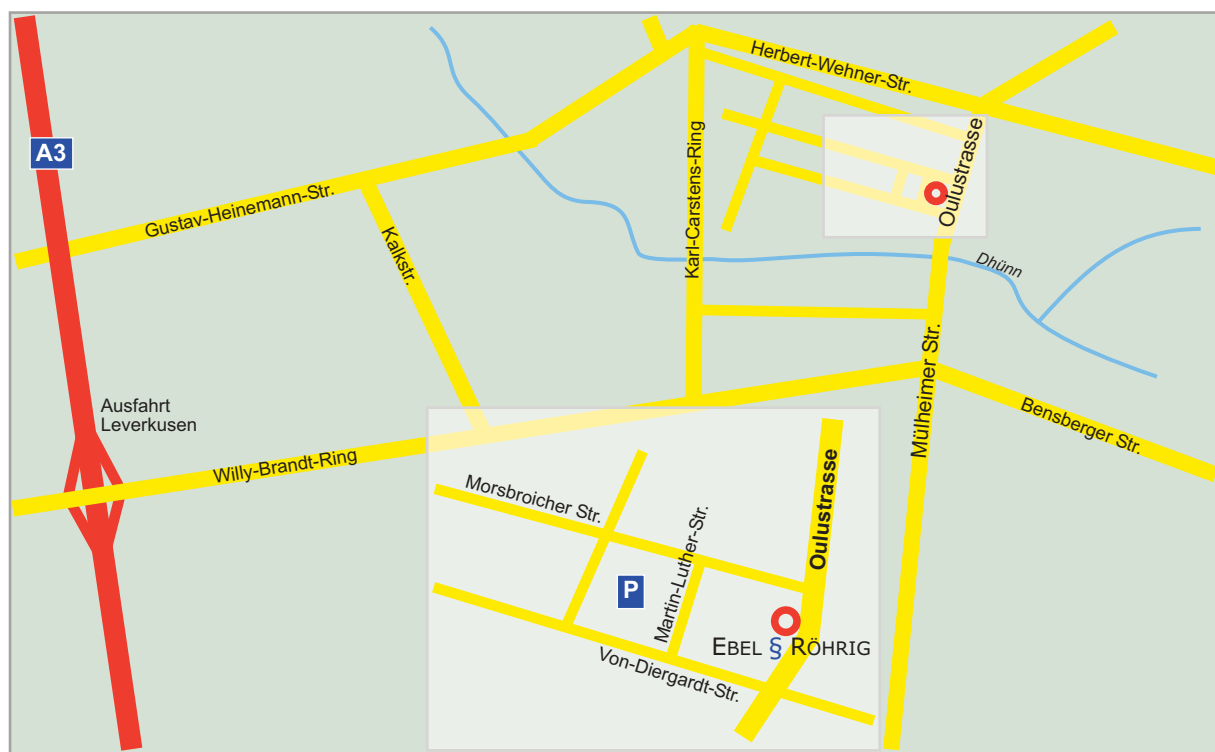 Herbert-Wehner-Str.
A3
Karl-Carstens-Ring
Oulustrasse
Gustav-Heinemann-Str.
Kalkstr.
Dhünn
Mülheimer Str.
Ausfahrt
Leverkusen
Bensberger Str.
Willy-Brandt-Ring
Morsbroicher Str.
Martin-Luther-Str.
Oulustrasse
P
EBEL § RÖHRIG
Von-Diergardt-Str.